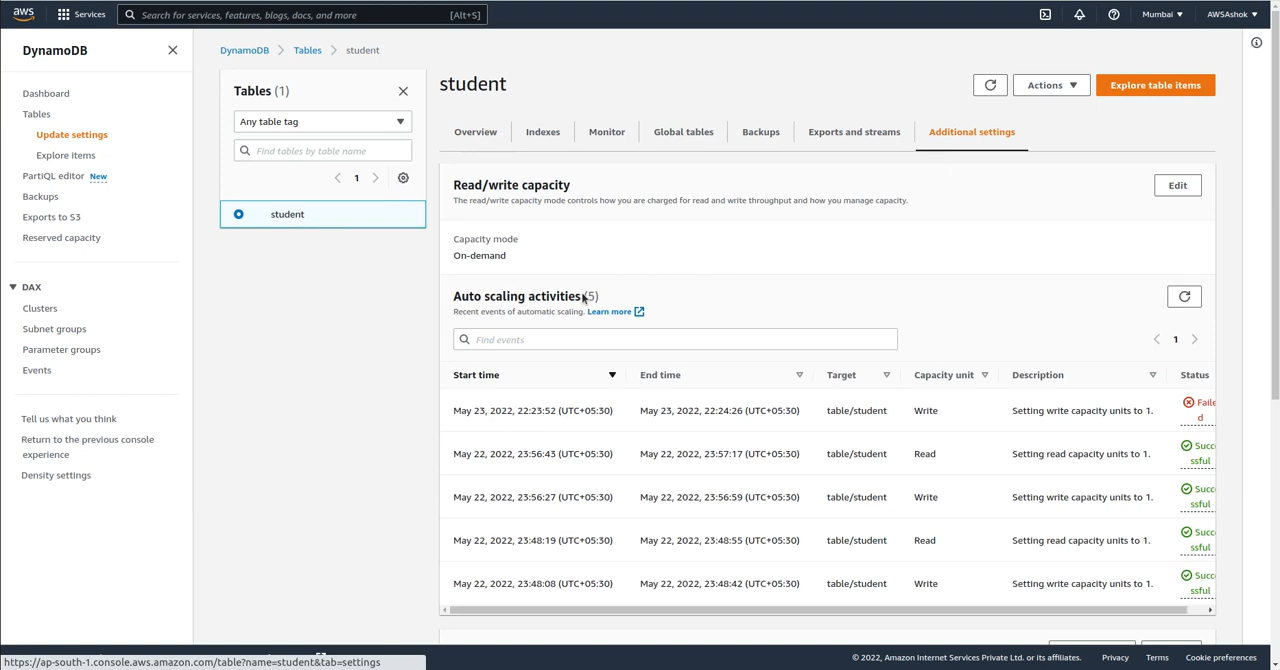 aws
Services
Search for services, features, blogs, docs, and more
[Alt+S]
Mumbai ▼
AWSAshok ▼
DynamoDB
Dashboard
Tables
Update settings
Explore items
PartiQL editor New
Backups
Exports to S3
Reserved capacity
▼ DAX
Clusters
Subnet groups
Parameter groups
Events
Tell us what you think
Return to the previous console
experience
Density settings
DynamoDB > Tables > student
Tables (1)
Any table tag
Find tables by table name
1
student
student
Actions ▼
Explore table items
Overview
Indexes
Monitor
Global tables
Backups
Exports and streams
Additional settings
Read/write capacity
The read/write capacity mode controls how you are charged for read and write throughput and how you manage capacity.
Edit
Capacity mode
On-demand
Auto scaling activities (5)
Recent events of automatic scaling. Learn more
Find events
1
Start time End time Target Capacity unit Description Status
May 23, 2022, 22:23:52 (UTC+05:30) May 23, 2022, 22:24:26 (UTC+05:30) table/student Write Setting write capacity units to 1. Faile
d
May 22, 2022, 23:56:43 (UTC+05:30) May 22, 2022, 23:57:17 (UTC+05:30) table/student Read Setting read capacity units to 1. Succ
ssful
May 22, 2022, 23:56:27 (UTC+05:30) May 22, 2022, 23:56:59 (UTC+05:30) table/student Write Setting write capacity units to 1. Succ
ssful
May 22, 2022, 23:48:19 (UTC+05:30) May 22, 2022, 23:48:55 (UTC+05:30) table/student Read Setting read capacity units to 1. Succ
ssful
May 22, 2022, 23:48:08 (UTC+05:30) May 22, 2022, 23:48:42 (UTC+05:30) table/student Write Setting write capacity units to 1. Succ
ssful
https://ap-south-1.console.aws.amazon.com/table?name=student&tab=settings
© 2022, Amazon Internet Services Private Ltd. or its affiliates.
Privacy
Terms
Cookie preferences